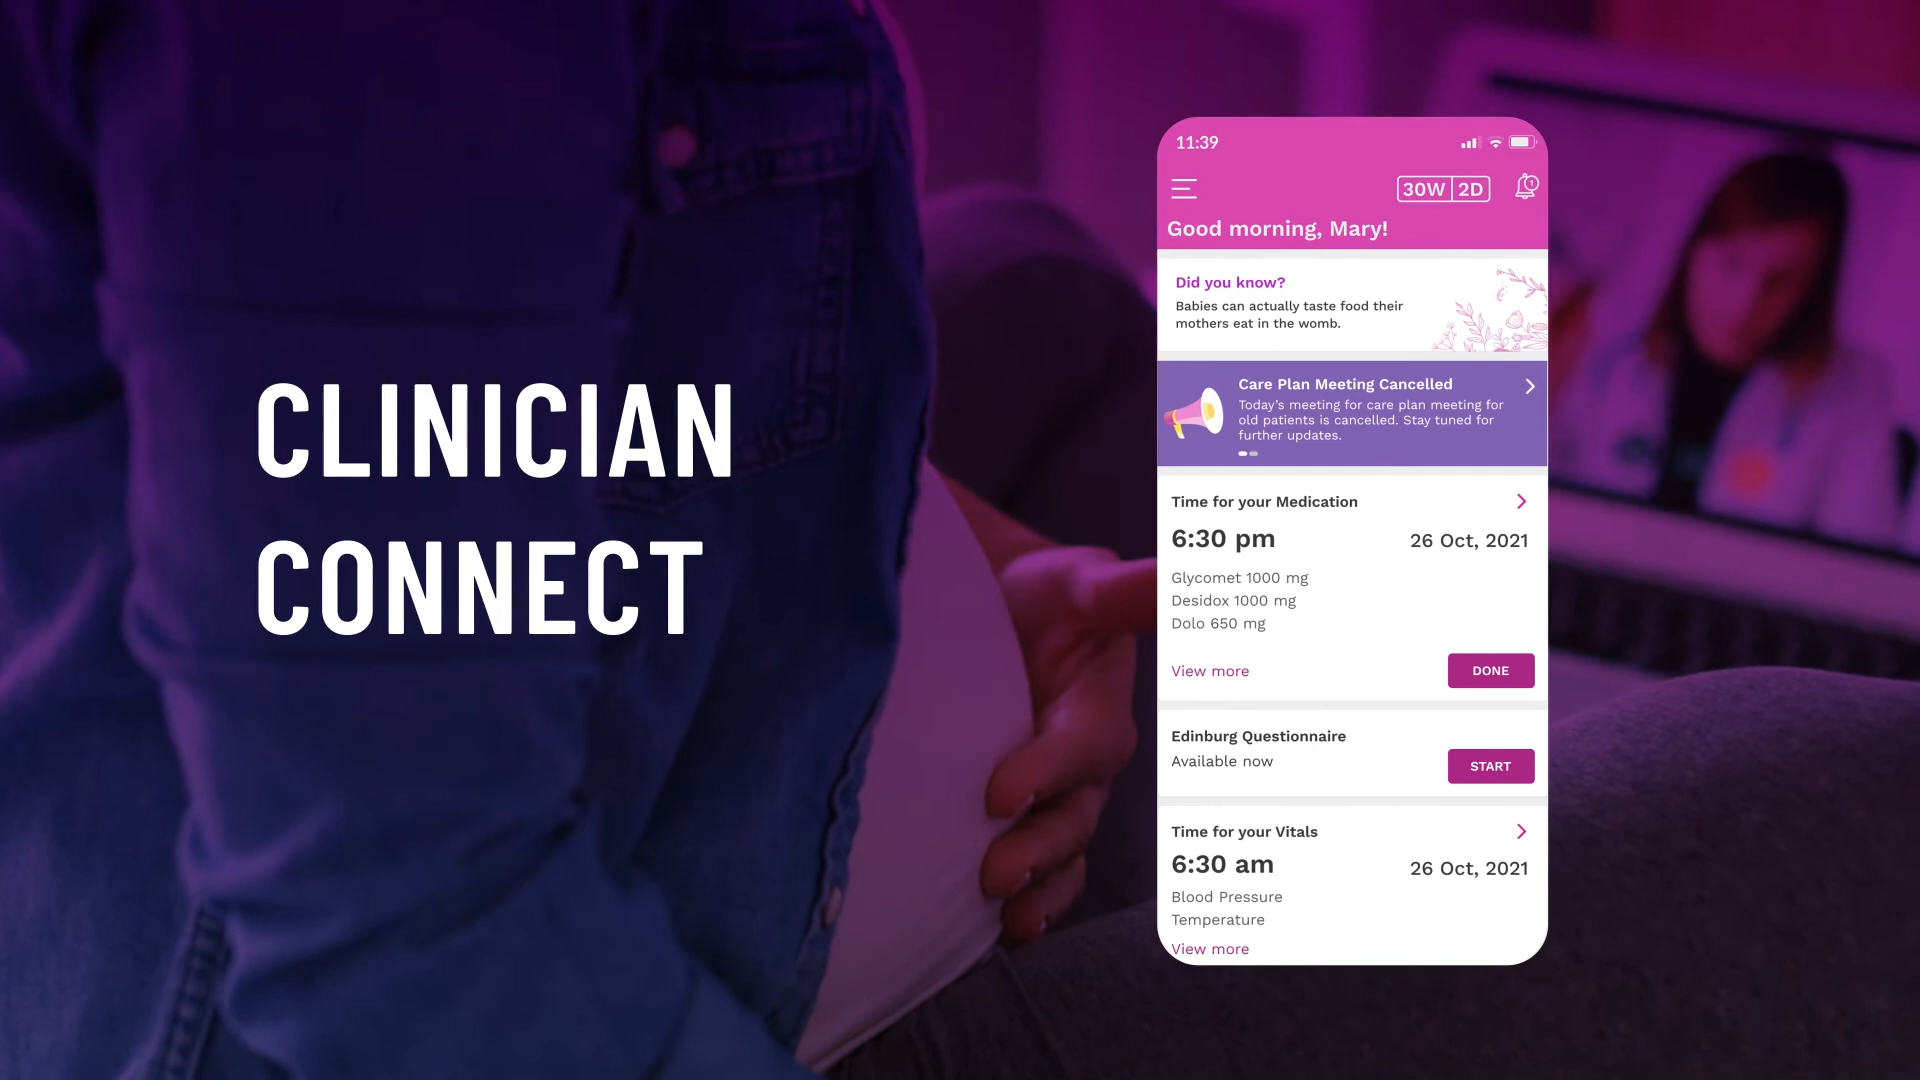 CLINICIAN
CONNECT
11:39
30W 2D
1
Good morning, Mary!
Did you know?
Babies can actually taste food their
mothers eat in the womb.
Care Plan Meeting Cancelled
Today’s meeting for care plan meeting for
old patients is cancelled. Stay tuned for
further updates.
Time for your Medication
6:30 pm 26 Oct, 2021
Glycomet 1000 mg
Desidox 1000 mg
Dolo 650 mg
View more DONE
Edinburg Questionnaire
Available now
START
Time for your Vitals
6:30 am 26 Oct, 2021
Blood Pressure
Temperature
View more